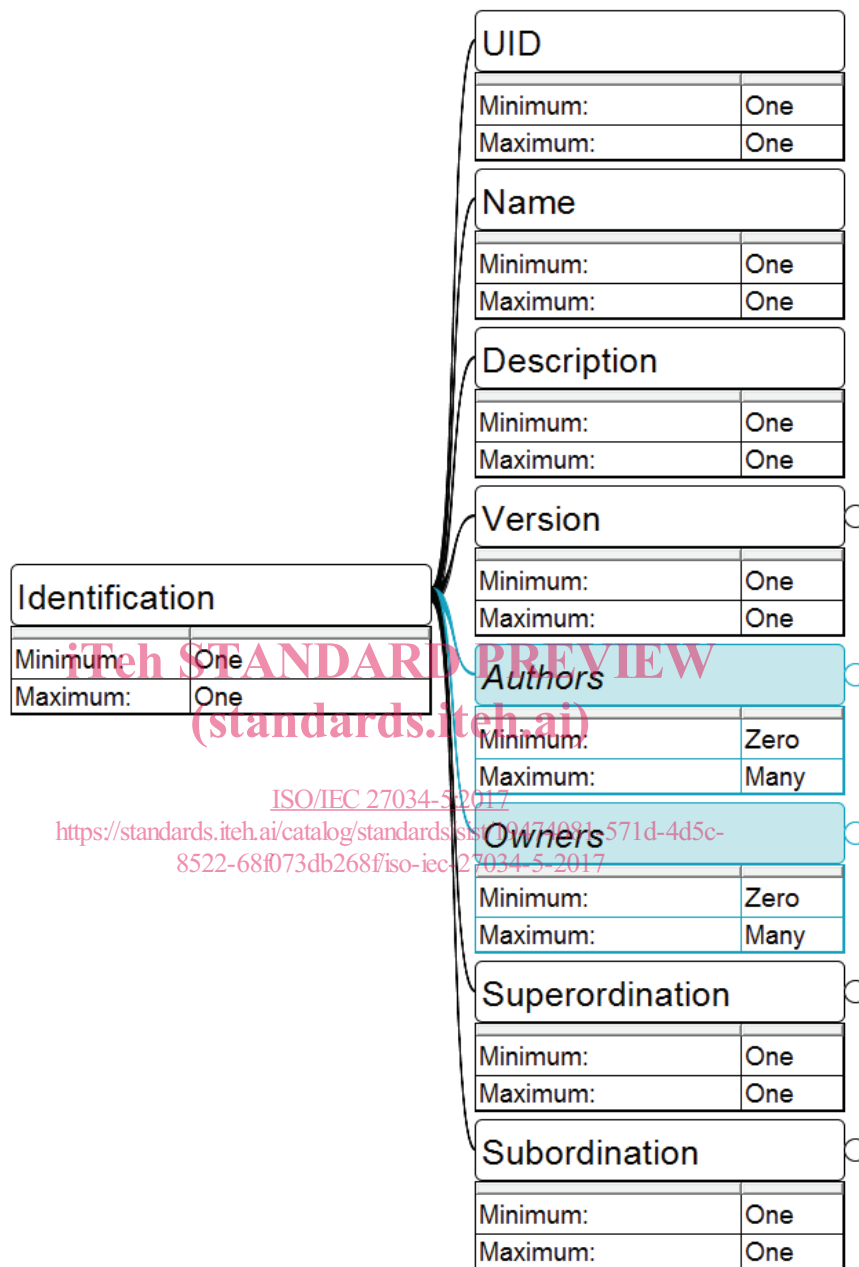 UID
Minimum: One
Maximum: One
Name
Minimum: One
Maximum: One
Description
Minimum: One
Maximum: One
Version
Minimum: One
Maximum: One
Identification
Minimum: One
Maximum: One
iTeh STANDARD PREVIEW
(standards.iteh.ai)
ISO/IEC 27034-5:2017
https://standards.iteh.ai/catalog/standards/sist/19474081-571d-4d5c-
8522-68f073db268f/iso-iec-27034-5-2017
Authors
Minimum: Zero
Maximum: Many
Owners
Minimum: Zero
Maximum: Many
Superordination
Minimum: One
Maximum: One
Subordination
Minimum: One
Maximum: One